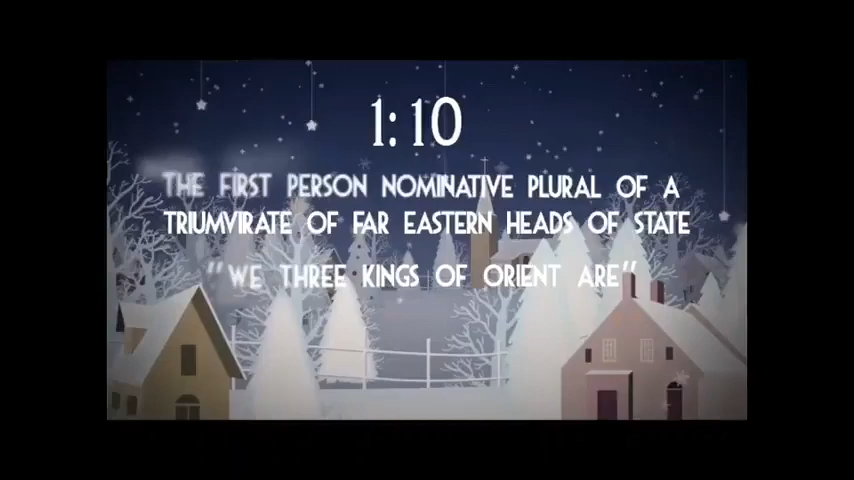 1:10
THE FIRST PERSON NOMINATIVE PLURAL OF A
TRIUMVIRATE OF FAR EASTERN HEADS OF STATE
"WE THREE KINGS OF ORIENT ARE"